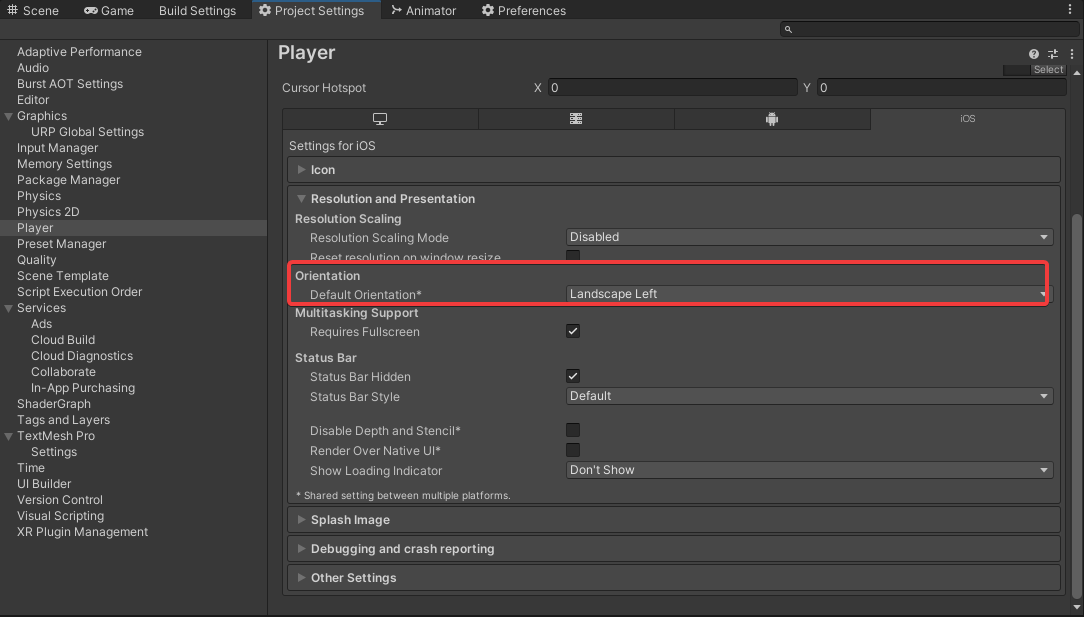 Scene Game Build Settings Project Settings Animator Preferences
Adaptive Performance
Audio
Burst AOT Settings
Editor
Graphics
URP Global Settings
Input Manager
Memory Settings
Package Manager
Physics
Physics 2D
Player
Preset Manager
Quality
Scene Template
Script Execution Order
Services
Ads
Cloud Build
Cloud Diagnostics
Collaborate
In-App Purchasing
ShaderGraph
Tags and Layers
TextMesh Pro
Settings
Time
UI Builder
Version Control
Visual Scripting
XR Plugin Management
Player
Select
Cursor Hotspot X 0 Y 0
iOS
Settings for iOS
Icon
Resolution and Presentation
Resolution Scaling
Resolution Scaling Mode Disabled
Reset resolution on window resize
Orientation
Default Orientation* Landscape Left
Multitasking Support
Requires Fullscreen
Status Bar
Status Bar Hidden
Status Bar Style Default
Disable Depth and Stencil*
Render Over Native UI*
Show Loading Indicator Don't Show
* Shared setting between multiple platforms.
Splash Image
Debugging and crash reporting
Other Settings